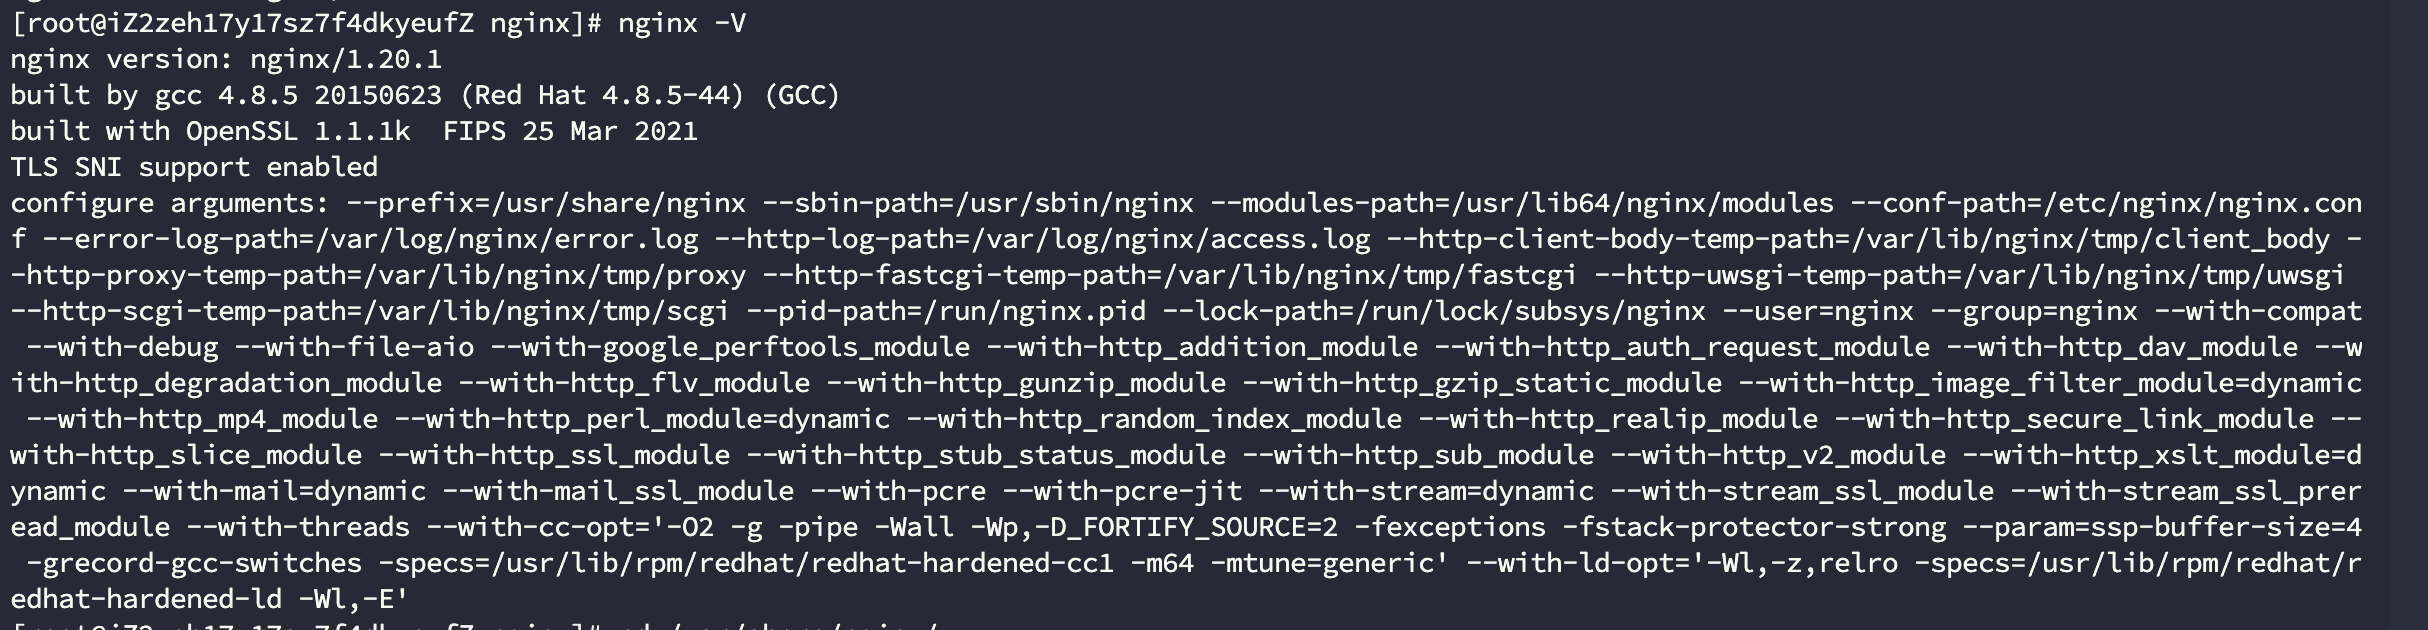 [root@iZ2zeh17y17sz7f4dkyeufZ nginx]# nginx -V
nginx version: nginx/1.20.1
built by gcc 4.8.5 20150623 (Red Hat 4.8.5-44) (GCC)
built with OpenSSL 1.1.1k  FIPS 25 Mar 2021
TLS SNI support enabled
configure arguments: --prefix=/usr/share/nginx --sbin-path=/usr/sbin/nginx --modules-path=/usr/lib64/nginx/modules --conf-path=/etc/nginx/nginx.con
f --error-log-path=/var/log/nginx/error.log --http-log-path=/var/log/nginx/access.log --http-client-body-temp-path=/var/lib/nginx/tmp/client_body -
-http-proxy-temp-path=/var/lib/nginx/tmp/proxy --http-fastcgi-temp-path=/var/lib/nginx/tmp/fastcgi --http-uwsgi-temp-path=/var/lib/nginx/tmp/uwsgi
--http-scgi-temp-path=/var/lib/nginx/tmp/scgi --pid-path=/run/nginx.pid --lock-path=/run/lock/subsys/nginx --user=nginx --group=nginx --with-compat
 --with-debug --with-file-aio --with-google_perftools_module --with-http_addition_module --with-http_auth_request_module --with-http_dav_module --w
ith-http_degradation_module --with-http_flv_module --with-http_gunzip_module --with-http_gzip_static_module --with-http_image_filter_module=dynamic
 --with-http_mp4_module --with-http_perl_module=dynamic --with-http_random_index_module --with-http_realip_module --with-http_secure_link_module --
with-http_slice_module --with-http_ssl_module --with-http_stub_status_module --with-http_sub_module --with-http_v2_module --with-http_xslt_module=d
ynamic --with-mail=dynamic --with-mail_ssl_module --with-pcre --with-pcre-jit --with-stream=dynamic --with-stream_ssl_module --with-stream_ssl_prer
ead_module --with-threads --with-cc-opt='-O2 -g -pipe -Wall -Wp,-D_FORTIFY_SOURCE=2 -fexceptions -fstack-protector-strong --param=ssp-buffer-size=4
 -grecord-gcc-switches -specs=/usr/lib/rpm/redhat/redhat-hardened-cc1 -m64 -mtune=generic' --with-ld-opt='-Wl,-z,relro -specs=/usr/lib/rpm/redhat/r
edhat-hardened-ld -Wl,-E'